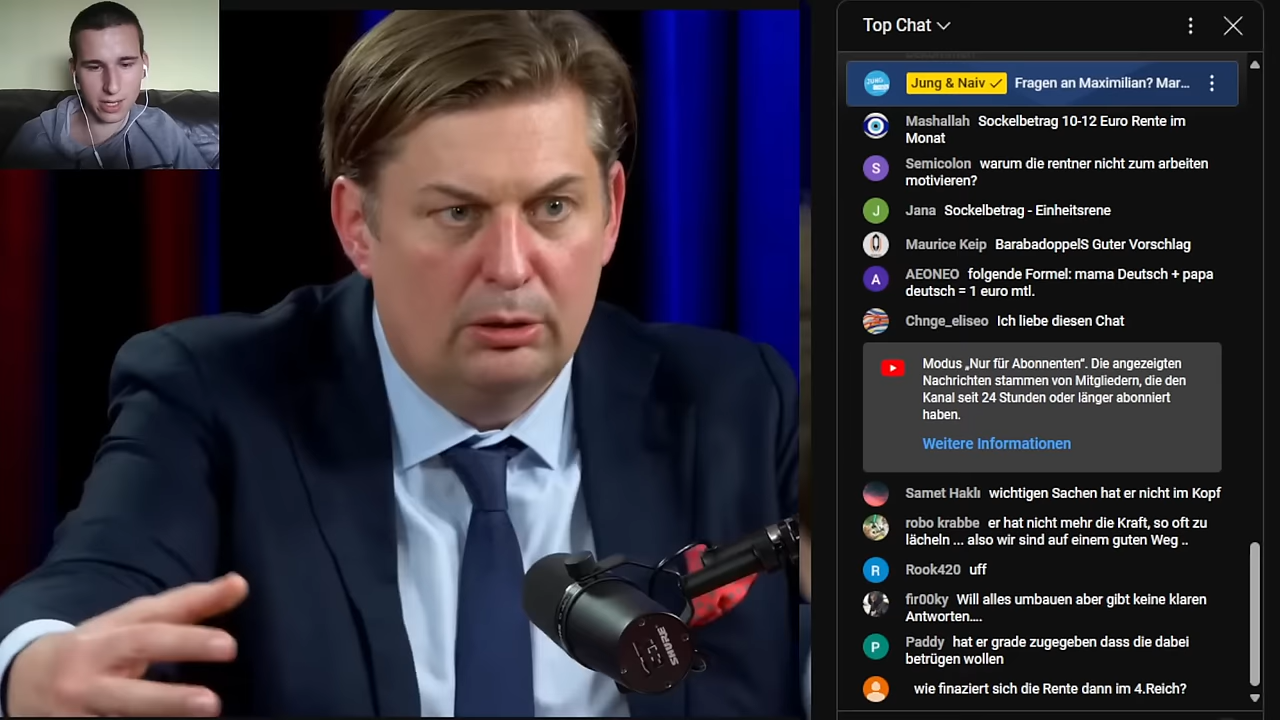 Top Chat
JUNG
Jung & Naiv Fragen an Maximilian? Mar...
Mashallah Sockelbetrag 10-12 Euro Rente im
Monat
S Semicolon warum die rentner nicht zum arbeiten
motivieren?
J Jana Sockelbetrag - Einheitsrene
Maurice Keip BarabadoppelS Guter Vorschlag
A AEONEO folgende Formel: mama Deutsch + papa
deutsch = 1 euro mtl.
Chnge_eliseo Ich liebe diesen Chat
Modus „Nur für Abonnenten“. Die angezeigten
Nachrichten stammen von Mitgliedern, die den
Kanal seit 24 Stunden oder länger abonniert
haben.
Weitere Informationen
Samet Haklı wichtigen Sachen hat er nicht im Kopf
robo krabbe er hat nicht mehr die Kraft, so oft zu
lächeln ... also wir sind auf einem guten Weg ..
R Rook420 uff
fir00ky Will alles umbauen aber gibt keine klaren
Antworten....
P Paddy hat er grade zugegeben dass die dabei
betrügen wollen
wie finaziert sich die Rente dann im 4.Reich?
SHURE